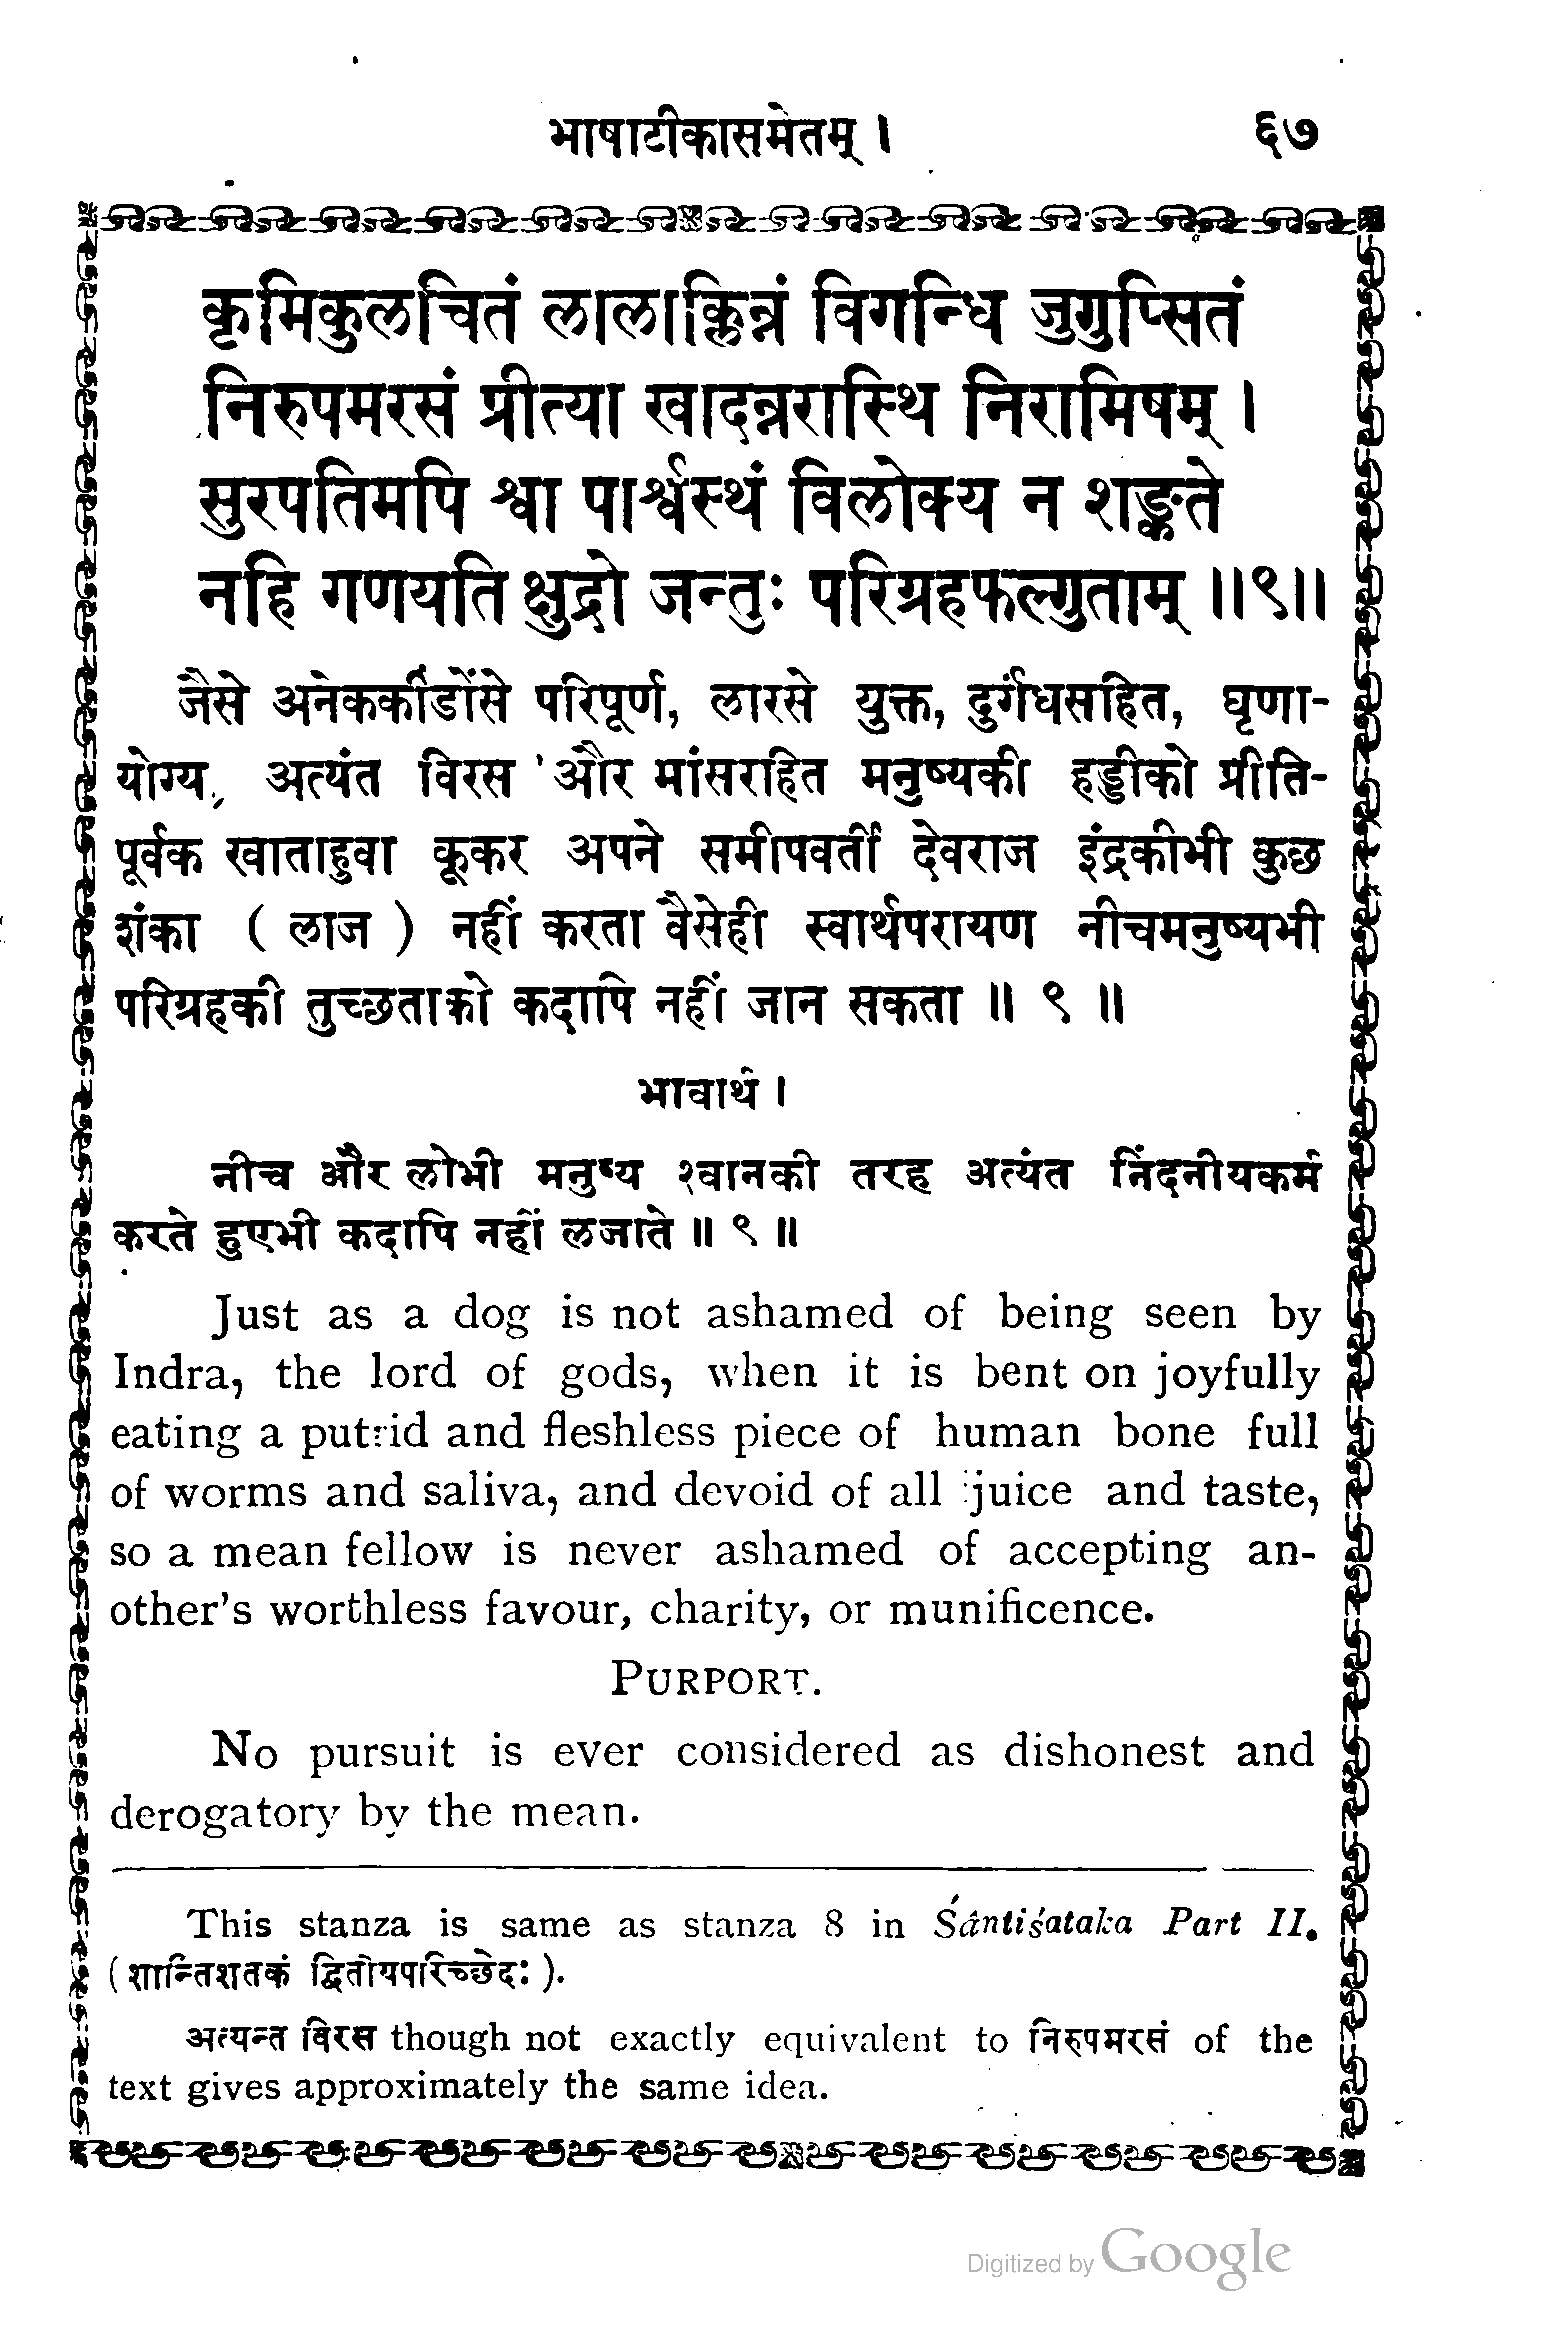 भाषाटीकासमेतम् । ६७
कृमिकुलचितं लालाक्लिन्नं विगन्धि जुगुप्सितं
निरुपमरसं प्रीत्या खादन्नरास्थि निरामिषम् ।
सुरपतिमपि श्वा पार्श्वस्थं विलोक्य न शङ्कते
नहि गणयति क्षुद्रो जन्तुः परिग्रहफल्गुताम् ॥९॥
जैसे अनेककीडोंसे परिपूर्ण, लारसे युक्त, दुर्गंधसहित, घृणा-
योग्य, अत्यंत विरस और मांसरहित मनुष्यकी हड्डीको प्रीति-
पूर्वक खाताहुवा कूकर अपने समीपवर्ती देवराज इंद्रकीभी कुछ
शंका ( लाज ) नहीं करता वैसेही स्वार्थपरायण नीचमनुष्यभी
परिग्रहकी तुच्छताको कदापि नहीं जान सकता ॥ ९ ॥
भावार्थ ।
नीच और लोभी मनुष्य श्वानकी तरह अत्यंत निंदनीयकर्म
करते हुएभी कदापि नहीं लजाते ॥ ९ ॥
Just as a dog is not ashamed of being seen by
Indra, the lord of gods, when it is bent on joyfully
eating a putrid and fleshless piece of human bone full
of worms and saliva, and devoid of all juice and taste,
so a mean fellow is never ashamed of accepting an-
other's worthless favour, charity, or munificence.
PURPORT.
No pursuit is ever considered as dishonest and
derogatory by the mean.
This stanza is same as stanza 8 in Śântiśataka Part II.
(शान्तिशतकं द्वितीयपरिच्छेदः ).
अत्यन्त विरस though not exactly equivalent to निरुपमरसं of the
text gives approximately the same idea.
Digitized by Google